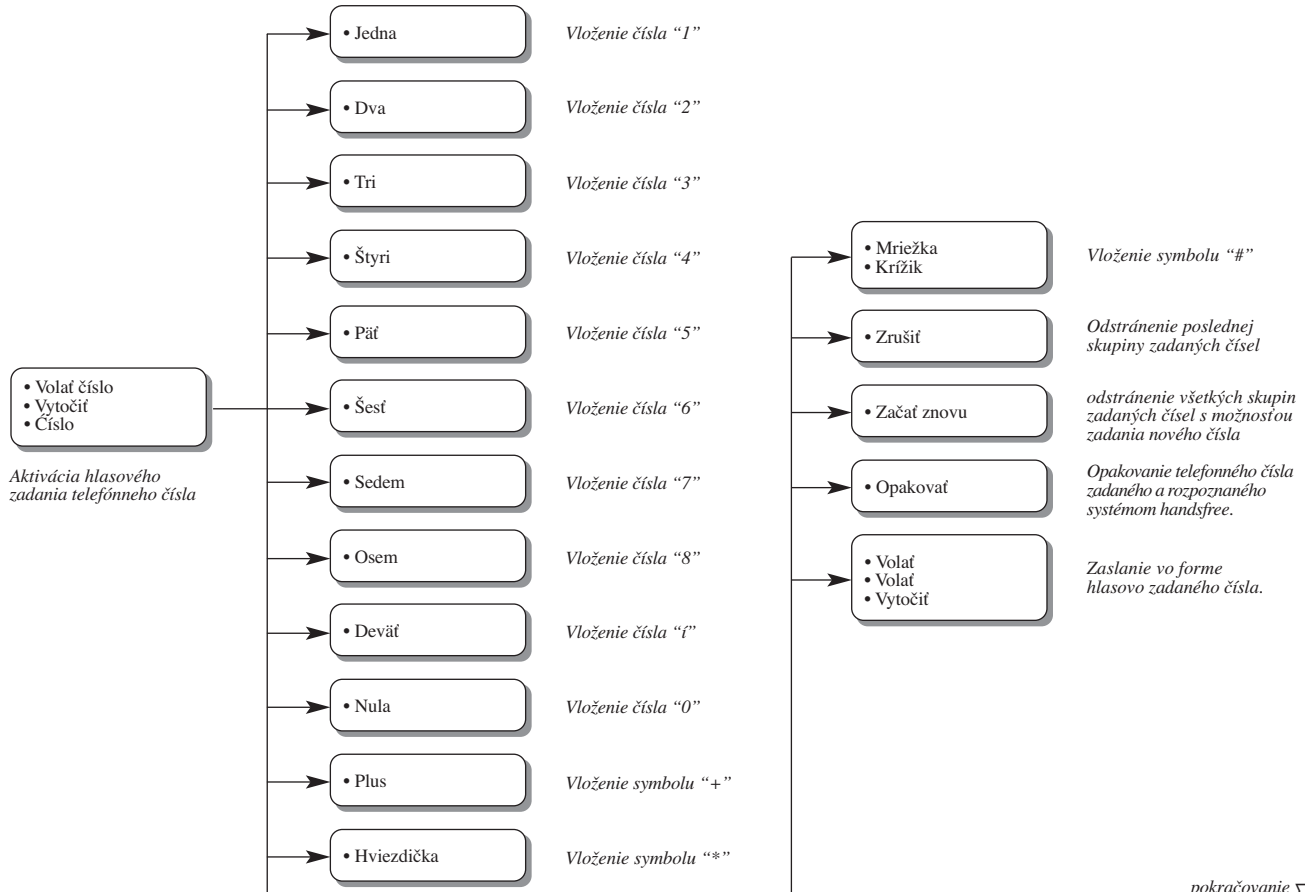 • Volať číslo
• Vytočiť
• Číslo
Aktivácia hlasového
zadania telefónneho čísla
• Jedna
Vloženie čísla “1”
• Dva
Vloženie čísla “2”
• Tri
Vloženie čísla “3”
• Štyri
Vloženie čísla “4”
• Päť
Vloženie čísla “5”
• Šesť
Vloženie čísla “6”
• Sedem
Vloženie čísla “7”
• Osem
Vloženie čísla “8”
• Deväť
Vloženie čísla “í”
• Nula
Vloženie čísla “0”
• Plus
Vloženie symbolu “+”
• Hviezdička
Vloženie symbolu “*”
• Mriežka
• Krížik
Vloženie symbolu “#”
• Zrušiť
Odstránenie poslednej
skupiny zadaných čísel
• Začať znovu
odstránenie všetkých skupin
zadaných čísel s možnosťou
zadania nového čísla
• Opakovať
Opakovanie telefonného čísla
zadaného a rozpoznaného
systémom handsfree.
• Volať
• Volať
• Vytočiť
Zaslanie vo forme
hlasovo zadaného čísla.
pokračovanie ∇